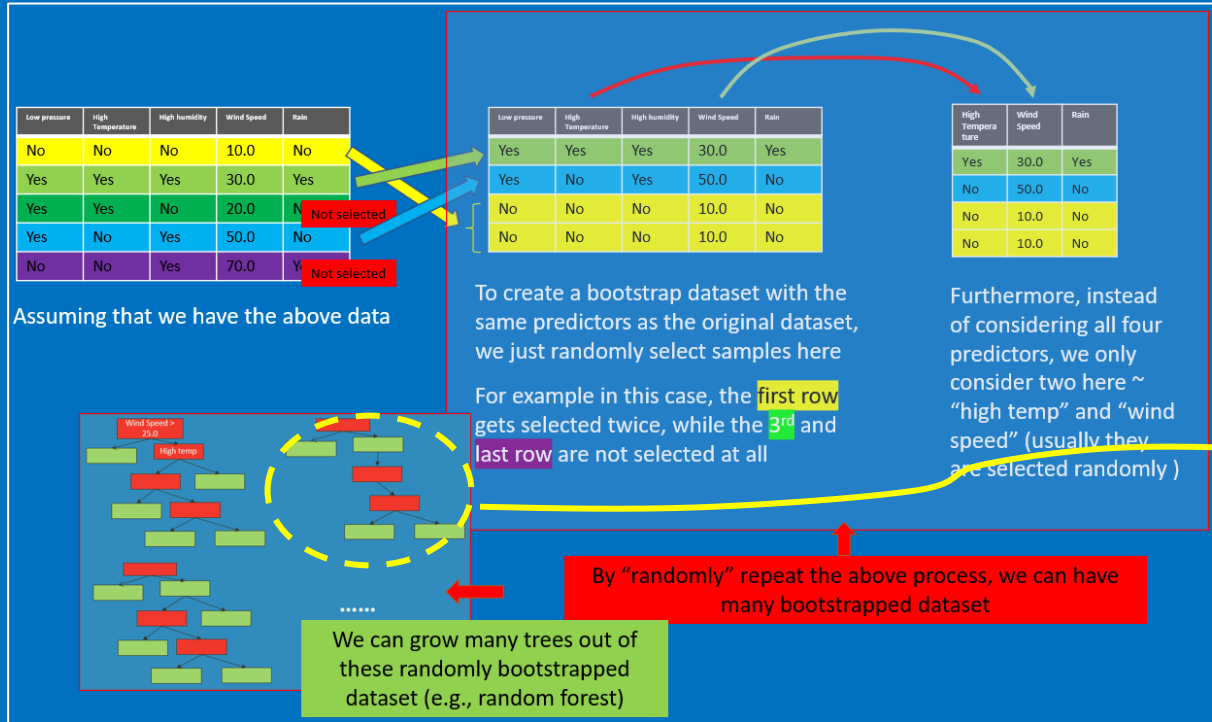 Low pressure High Temperature High humidity Wind Speed Rain
No No No 10.0 No
Yes Yes Yes 30.0 Yes
Yes Yes No 20.0
Not selected
Yes No Yes 50.0 No
No No Yes 70.0
Not selected
Assuming that we have the above data
Low pressure High Temperature High humidity Wind Speed Rain
Yes Yes Yes 30.0 Yes
Yes No Yes 50.0 No
No No No 10.0 No
No No No 10.0 No
To create a bootstrap dataset with the
same predictors as the original dataset,
we just randomly select samples here
For example in this case, the first row
gets selected twice, while the 3rd and
last row are not selected at all
High Tempera ture Wind Speed Rain
Yes 30.0 Yes
No 50.0 No
No 10.0 No
No 10.0 No
Furthermore, instead
of considering all four
predictors, we only
consider two here ~
“high temp” and “wind
speed” (usually they
are selected randomly )
Wind Speed >
25.0
High temp
......
By “randomly” repeat the above process, we can have
many bootstrapped dataset
We can grow many trees out of
these randomly bootstrapped
dataset (e.g., random forest)